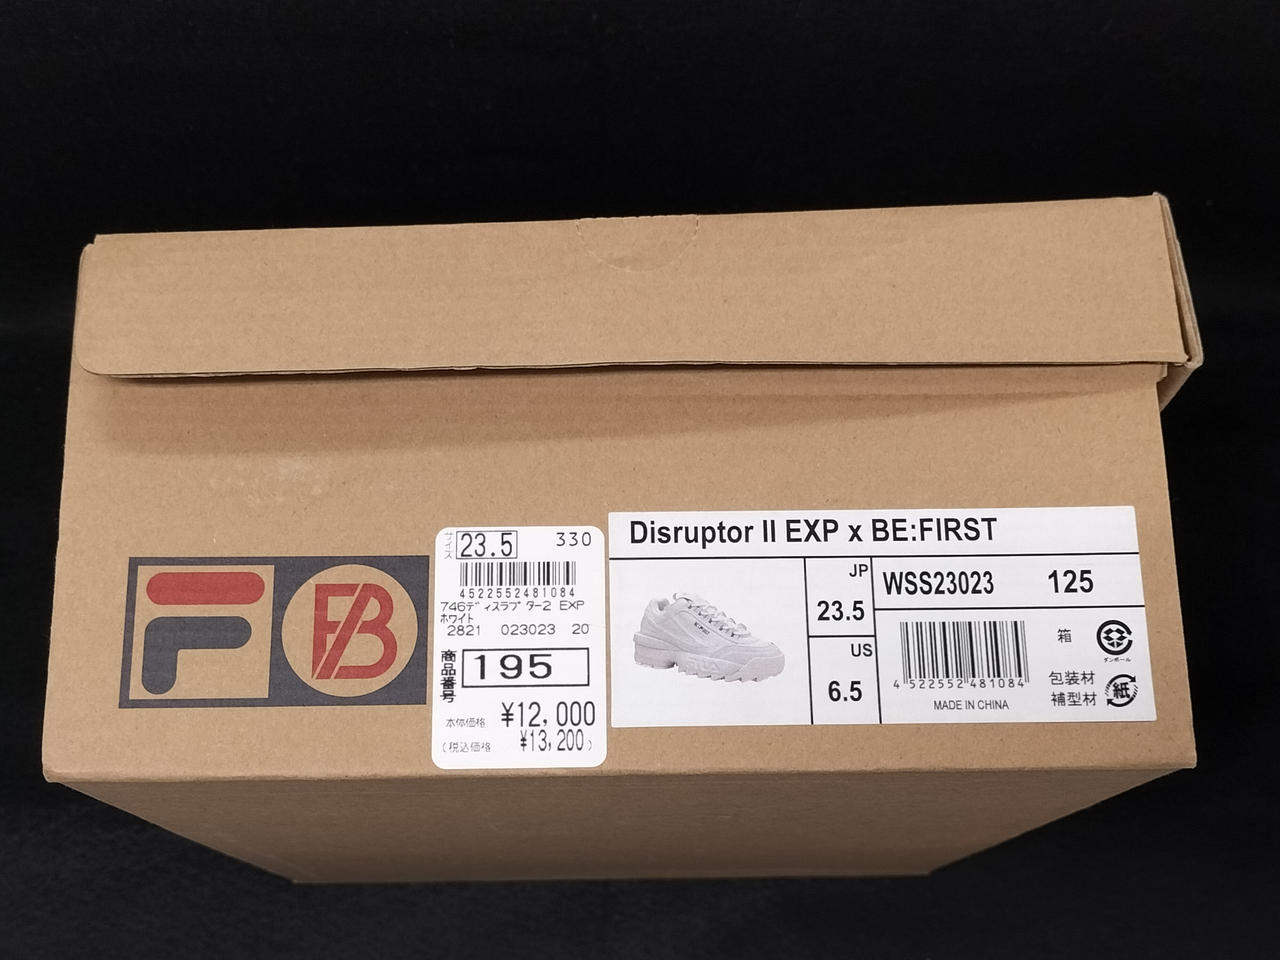 サイズ 23.5 330
4522552481084
746ディスラプター2 EXP
ホワイト
2821 023023 20
商品番号 195
本体価格 ¥12,000
(税込価格 ¥13,200)
Disruptor II EXP x BE:FIRST
JP
23.5
US
6.5
WSS23023 125
4 522552 481084
MADE IN CHINA
箱
ダンボール
包装材
補型材
紙